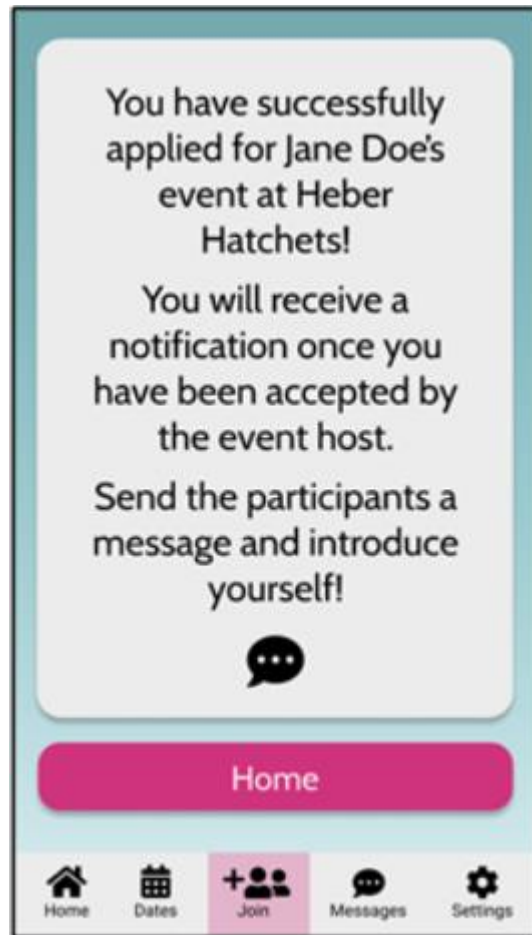 You have successfully
applied for Jane Doe's
event at Heber
Hatchets!
You will receive a
notification once you
have been accepted by
the event host.
Send the participants a
message and introduce
yourself!
Home
Home Dates Join Messages Settings